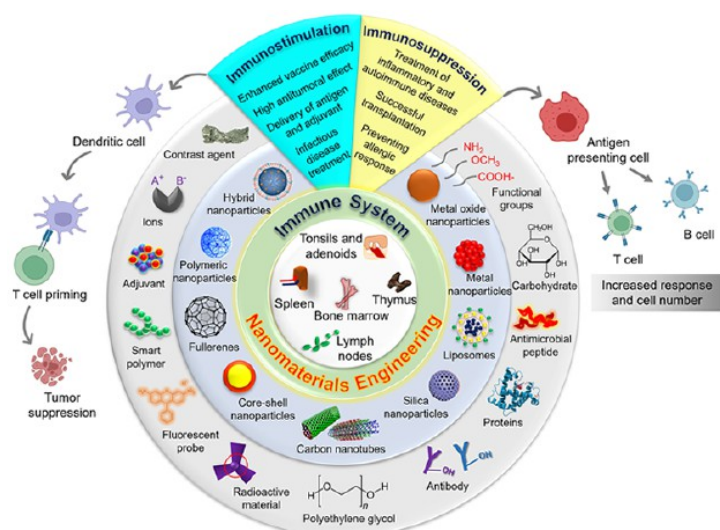 Immunostimulation
Enhanced vaccine efficacy
High antitumoral effect
Delivery of antigen
and adjuvant
Infectious
disease
treatment
Immunosuppression
Treatment of
inflammatory and
autoimmune diseases
Successful
transplantation
Preventing
allergic
response
Dendritic cell
T cell priming
Tumor
suppression
Antigen
presenting cell
T cell
B cell
Increased response
and cell number
Contrast agent
A+ B-
Ions
Adjuvant
Smart
polymer
Fluorescent
probe
Radioactive
material
H O O H
n
Polyethylene glycol
OH
OH
Antibody
Proteins
Antimicrobial
peptide
CH2OH
O
OH
OH
OH
OH
Carbohydrate
NH2
OCH3
COOH-
Functional
groups
Hybrid
nanoparticles
Polymeric
nanoparticles
Fullerenes
Core-shell
nanoparticles
Carbon nanotubes
Silica
nanoparticles
Liposomes
Metal
nanoparticles
Metal oxide
nanoparticles
Immune System
Tonsils and
adenoids
Spleen
Thymus
Bone marrow
Lymph
nodes
Nanomaterials Engineering